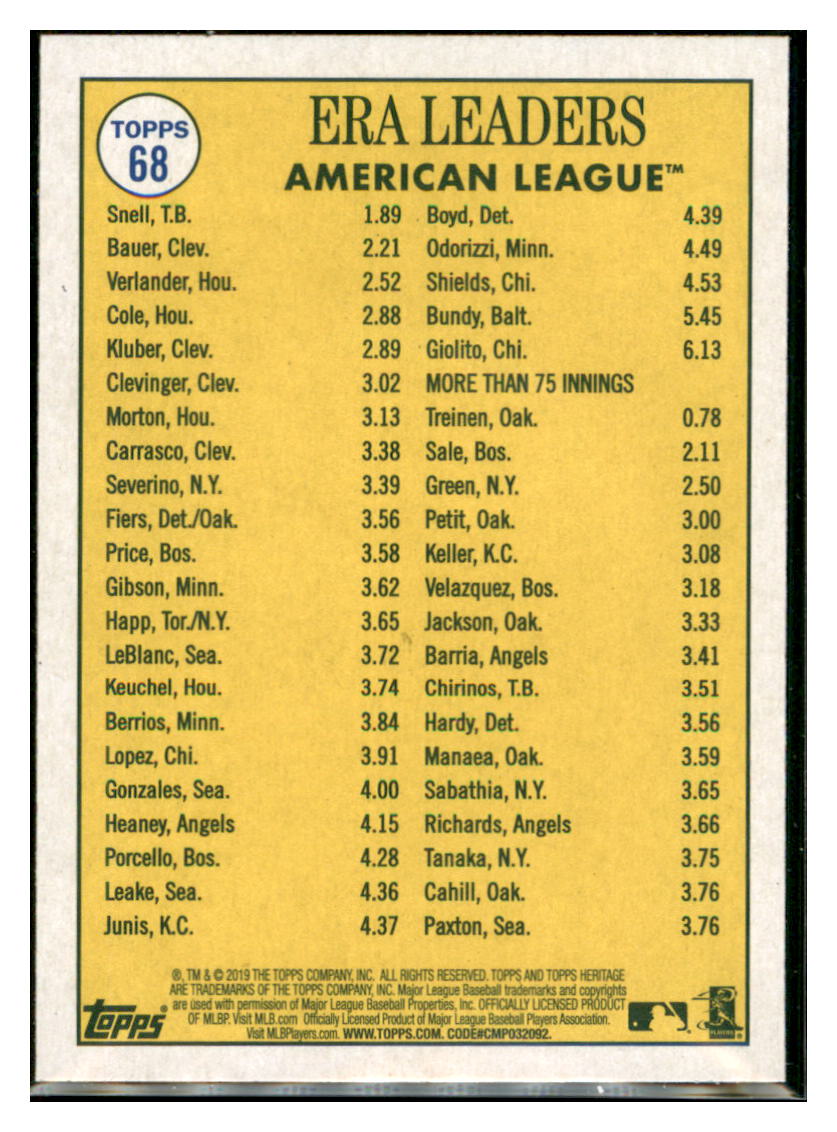 TOPPS
68
ERA LEADERS
AMERICAN LEAGUE™
Snell, T.B. 1.89
Bauer, Clev. 2.21
Verlander, Hou. 2.52
Cole, Hou. 2.88
Kluber, Clev. 2.89
Clevinger, Clev. 3.02
Morton, Hou. 3.13
Carrasco, Clev. 3.38
Severino, N.Y. 3.39
Fiers, Det./Oak. 3.56
Price, Bos. 3.58
Gibson, Minn. 3.62
Happ, Tor./N.Y. 3.65
LeBlanc, Sea. 3.72
Keuchel, Hou. 3.74
Berrios, Minn. 3.84
Lopez, Chi. 3.91
Gonzales, Sea. 4.00
Heaney, Angels 4.15
Porcello, Bos. 4.28
Leake, Sea. 4.36
Junis, K.C. 4.37
Boyd, Det. 4.39
Odorizzi, Minn. 4.49
Shields, Chi. 4.53
Bundy, Balt. 5.45
Giolito, Chi. 6.13
MORE THAN 75 INNINGS
Treinen, Oak. 0.78
Sale, Bos. 2.11
Green, N.Y. 2.50
Petit, Oak. 3.00
Keller, K.C. 3.08
Velazquez, Bos. 3.18
Jackson, Oak. 3.33
Barria, Angels 3.41
Chirinos, T.B. 3.51
Hardy, Det. 3.56
Manaea, Oak. 3.59
Sabathia, N.Y. 3.65
Richards, Angels 3.66
Tanaka, N.Y. 3.75
Cahill, Oak. 3.76
Paxton, Sea. 3.76
®, TM & © 2019 THE TOPPS COMPANY, INC. ALL RIGHTS RESERVED. TOPPS AND TOPPS HERITAGE
ARE TRADEMARKS OF THE TOPPS COMPANY, INC. Major League Baseball trademarks and copyrights
are used with permission of Major League Baseball Properties, Inc. OFFICIALLY LICENSED PRODUCT
OF MLBP. Visit MLB.com Officially Licensed Product of Major League Baseball Players Association.
Visit MLBPlayers.com. WWW.TOPPS.COM. CODE#CMP032092.
Topps®
PLAYERS